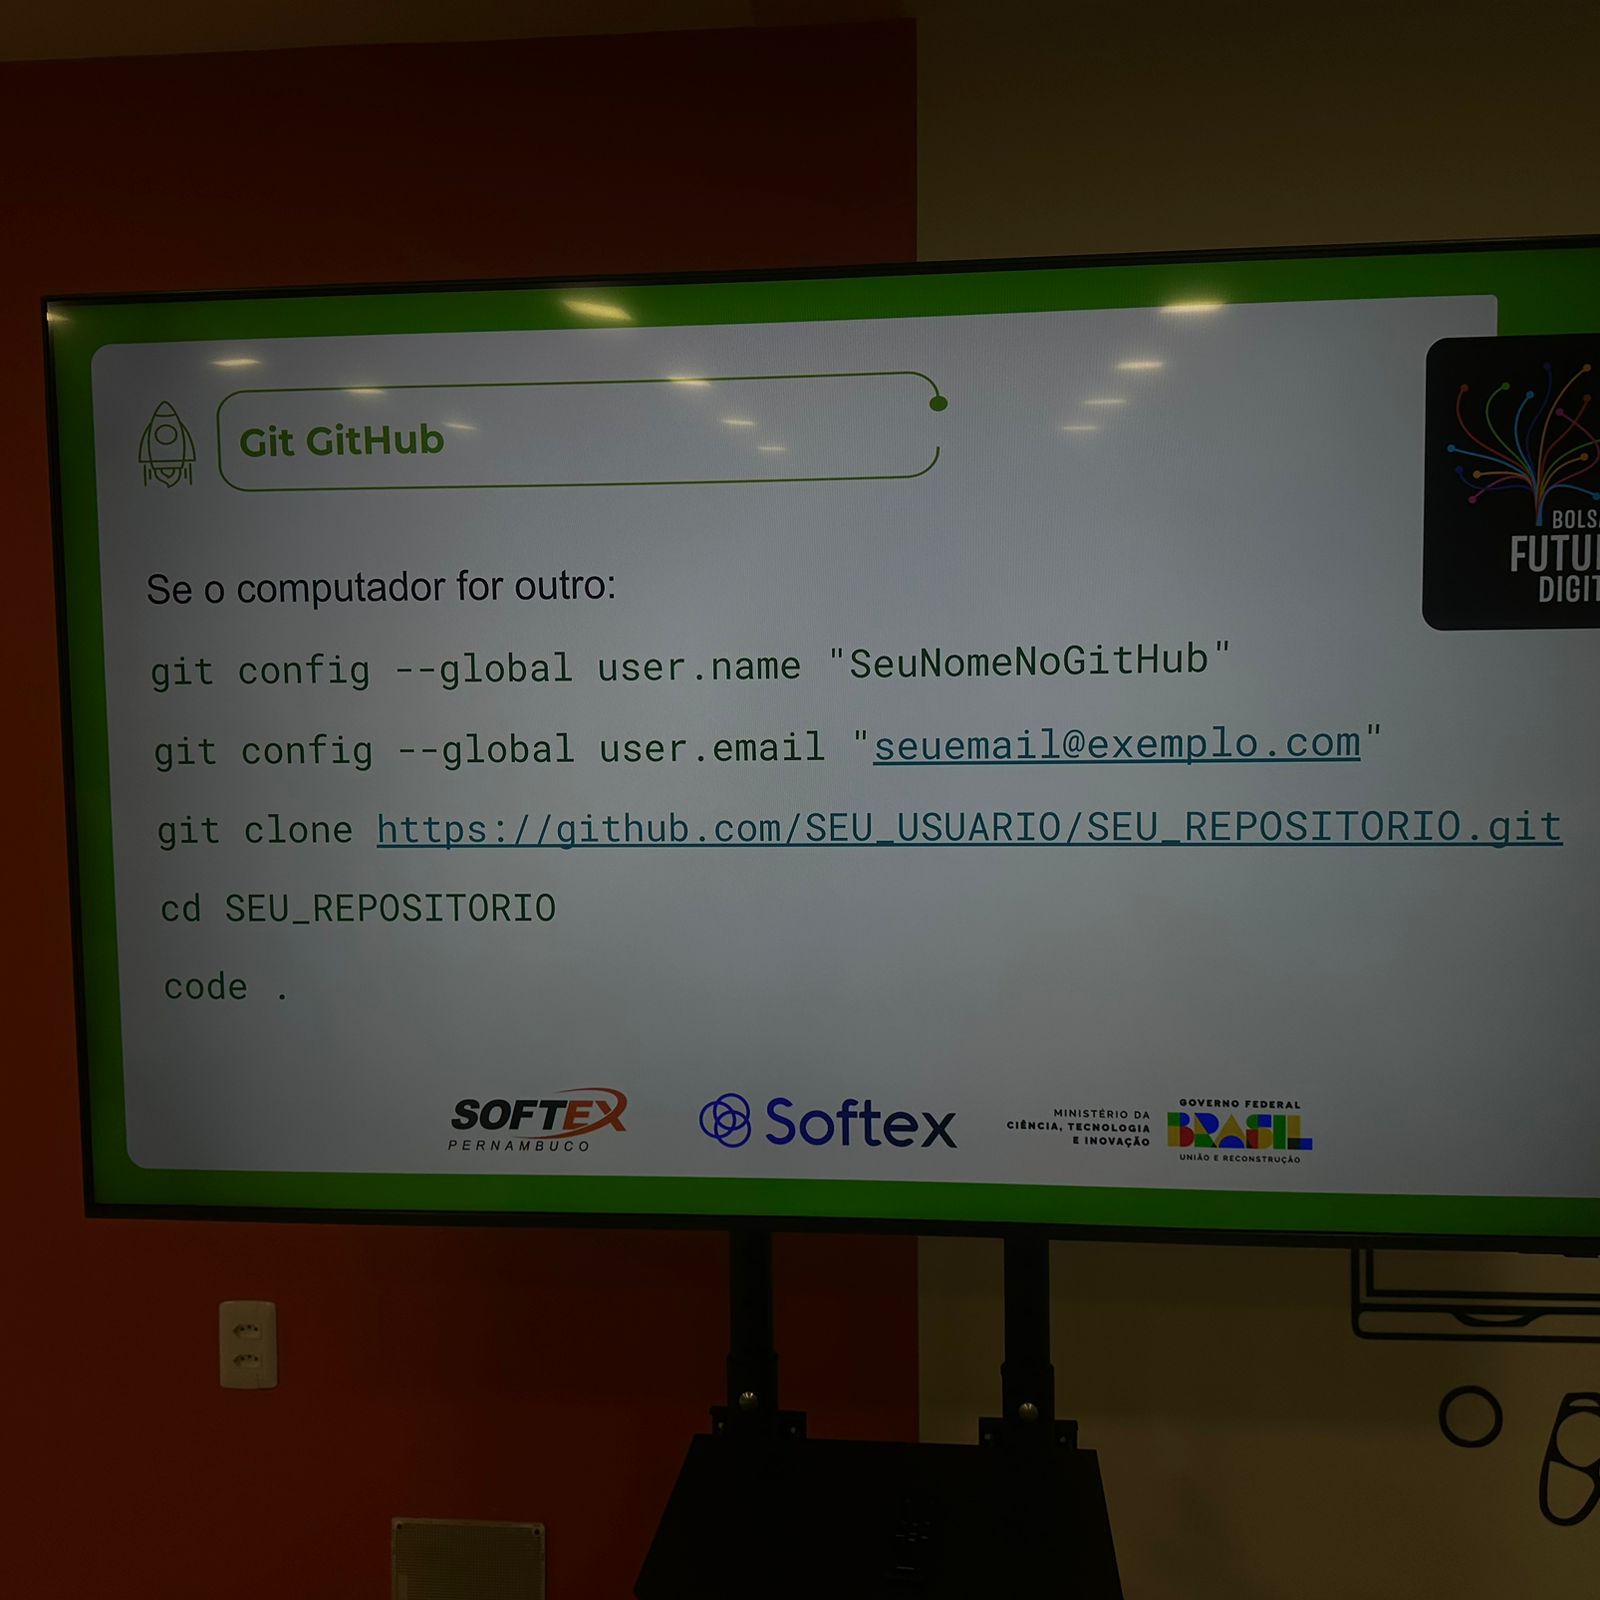 Git GitHub
BOLS
FUTU
DIGIT
Se o computador for outro:
git config --global user.name "SeuNomeNoGitHub"
git config --global user.email "seuemail@exemplo.com"
git clone https://github.com/SEU_USUARIO/SEU_REPOSITORIO.git
cd SEU_REPOSITORIO
code .
SOFTEX
PERNAMBUCO
Softex
MINISTÉRIO DA
CIÊNCIA, TECNOLOGIA
E INOVAÇÃO
GOVERNO FEDERAL
BRASIL
UNIÃO E RECONSTRUÇÃO